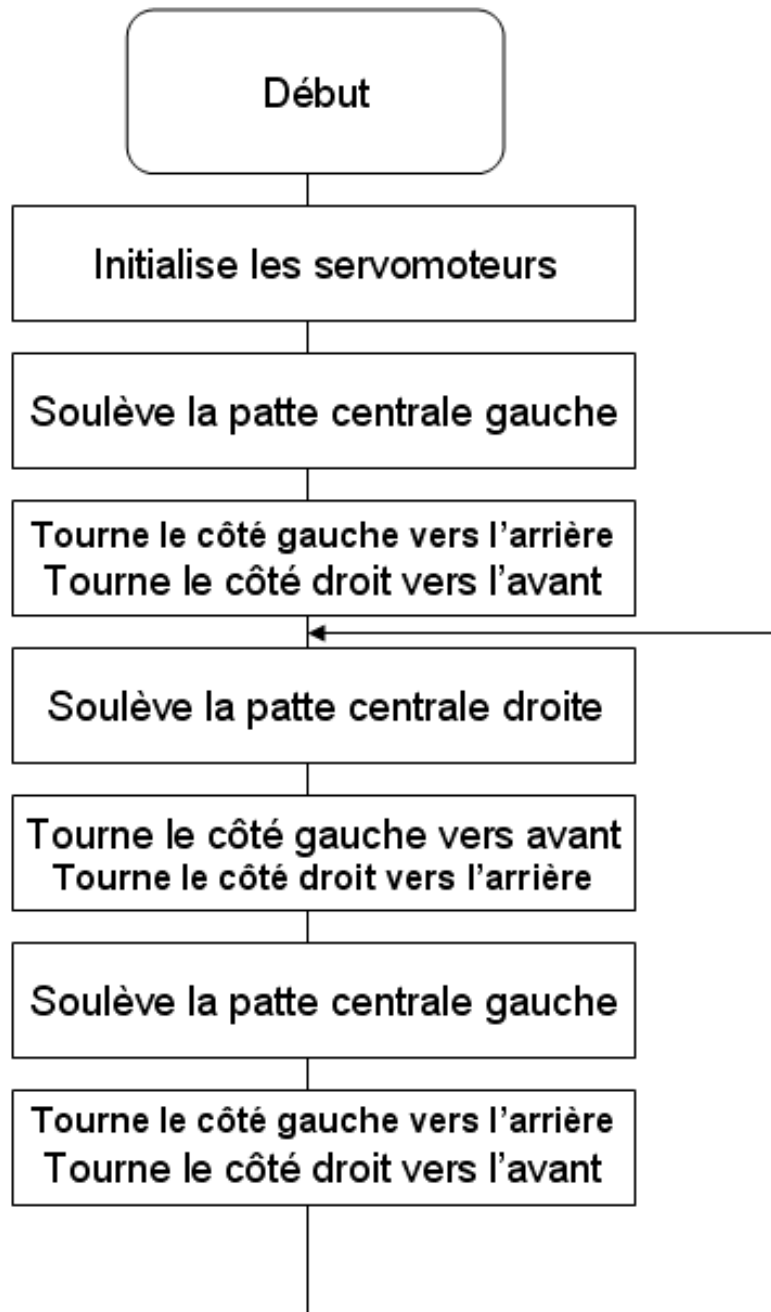 Début
Initialise les servomoteurs
Soulève la patte centrale gauche
Tourne le côté gauche vers l’arrière
Tourne le côté droit vers l’avant
Soulève la patte centrale droite
Tourne le côté gauche vers avant
Tourne le côté droit vers l’arrière
Soulève la patte centrale gauche
Tourne le côté gauche vers l’arrière
Tourne le côté droit vers l’avant